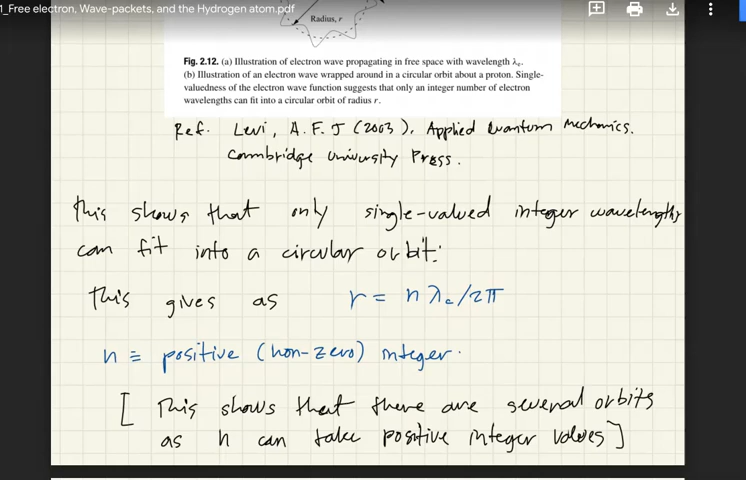 1_Free electron, Wave-packets, and the Hydrogen atom.pdf
Radius, r
Fig. 2.12. (a) Illustration of electron wave propagating in free space with wavelength λe.
(b) Illustration of an electron wave wrapped around in a circular orbit about a proton. Single-
valuedness of the electron wave function suggests that only an integer number of electron
wavelengths can fit into a circular orbit of radius r.
Ref. Levi, A.F.J (2003), Applied Quantum Mechanics.
Cambridge University Press.
This shows that only single-valued integer wavelengths
can fit into a circular orbit.
This gives as r = n λe/2π
n ≡ positive (non-zero) integer.
[ This shows that there are several orbits
as n can take positive integer values]